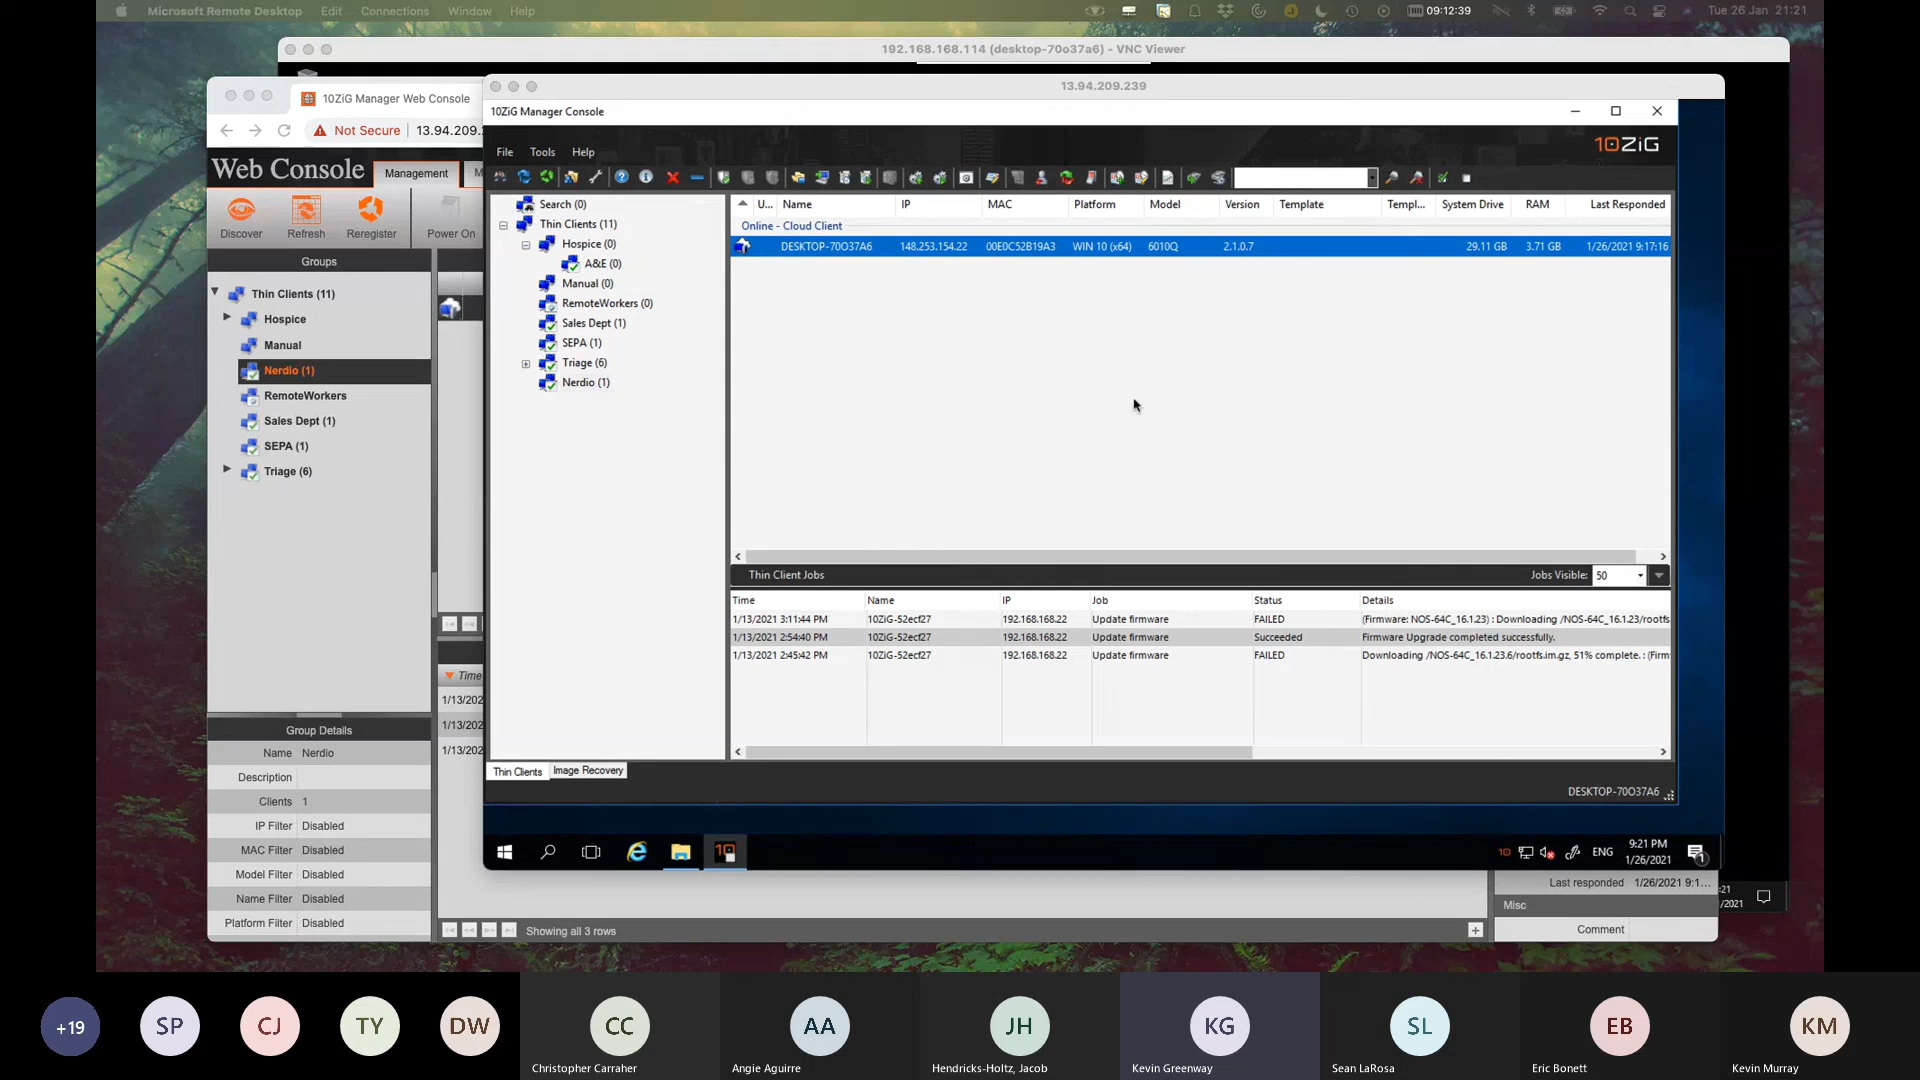 Microsoft Remote Desktop Edit Connections Window Help
09:12:39
Tue 26 Jan 21:21
192.168.168.114 (desktop-70o37a6) - VNC Viewer
10ZiG Manager Web Console
Not Secure | 13.94.209.
Web Console
Management
M
Discover
Refresh
Reregister
Power On
Groups
Thin Clients (11)
Hospice
Manual
Nerdio (1)
RemoteWorkers
Sales Dept (1)
SEPA (1)
Triage (6)
Group Details
Name Nerdio
Description
Clients 1
IP Filter Disabled
MAC Filter Disabled
Model Filter Disabled
Name Filter Disabled
Platform Filter Disabled
Time
1/13/202
1/13/202
1/13/202
Showing all 3 rows
13.94.209.239
10ZiG Manager Console
10ZiG
File Tools Help
Search (0)
Thin Clients (11)
Hospice (0)
A&E (0)
Manual (0)
RemoteWorkers (0)
Sales Dept (1)
SEPA (1)
Triage (6)
Nerdio (1)
U... Name IP MAC Platform Model Version Template Templ... System Drive RAM Last Responded
Online - Cloud Client
DESKTOP-70O37A6 148.253.154.22 00E0C52B19A3 WIN 10 (x64) 6010Q 2.1.0.7 29.11 GB 3.71 GB 1/26/2021 9:17:16
Thin Client Jobs
Jobs Visible: 50
Time Name IP Job Status Details
1/13/2021 3:11:44 PM 10ZiG-52ecf27 192.168.168.22 Update firmware FAILED (Firmware: NOS-64C_16.1.23) : Downloading /NOS-64C_16.1.23/rootfs
1/13/2021 2:54:40 PM 10ZiG-52ecf27 192.168.168.22 Update firmware Succeeded Firmware Upgrade completed successfully.
1/13/2021 2:45:42 PM 10ZiG-52ecf27 192.168.168.22 Update firmware FAILED Downloading /NOS-64C_16.1.23.6/rootfs.im.gz, 51% complete. : (Firm
Thin Clients
Image Recovery
DESKTOP-70O37A6
10
10
ENG
9:21 PM
1/26/2021
1
Last responded 1/26/2021 9:1...
Misc
Comment
:21
/2021
+19
SP
CJ
TY
DW
CC
Christopher Carraher
AA
Angie Aguirre
JH
Hendricks-Holtz, Jacob
KG
Kevin Greenway
SL
Sean LaRosa
EB
Eric Bonett
KM
Kevin Murray